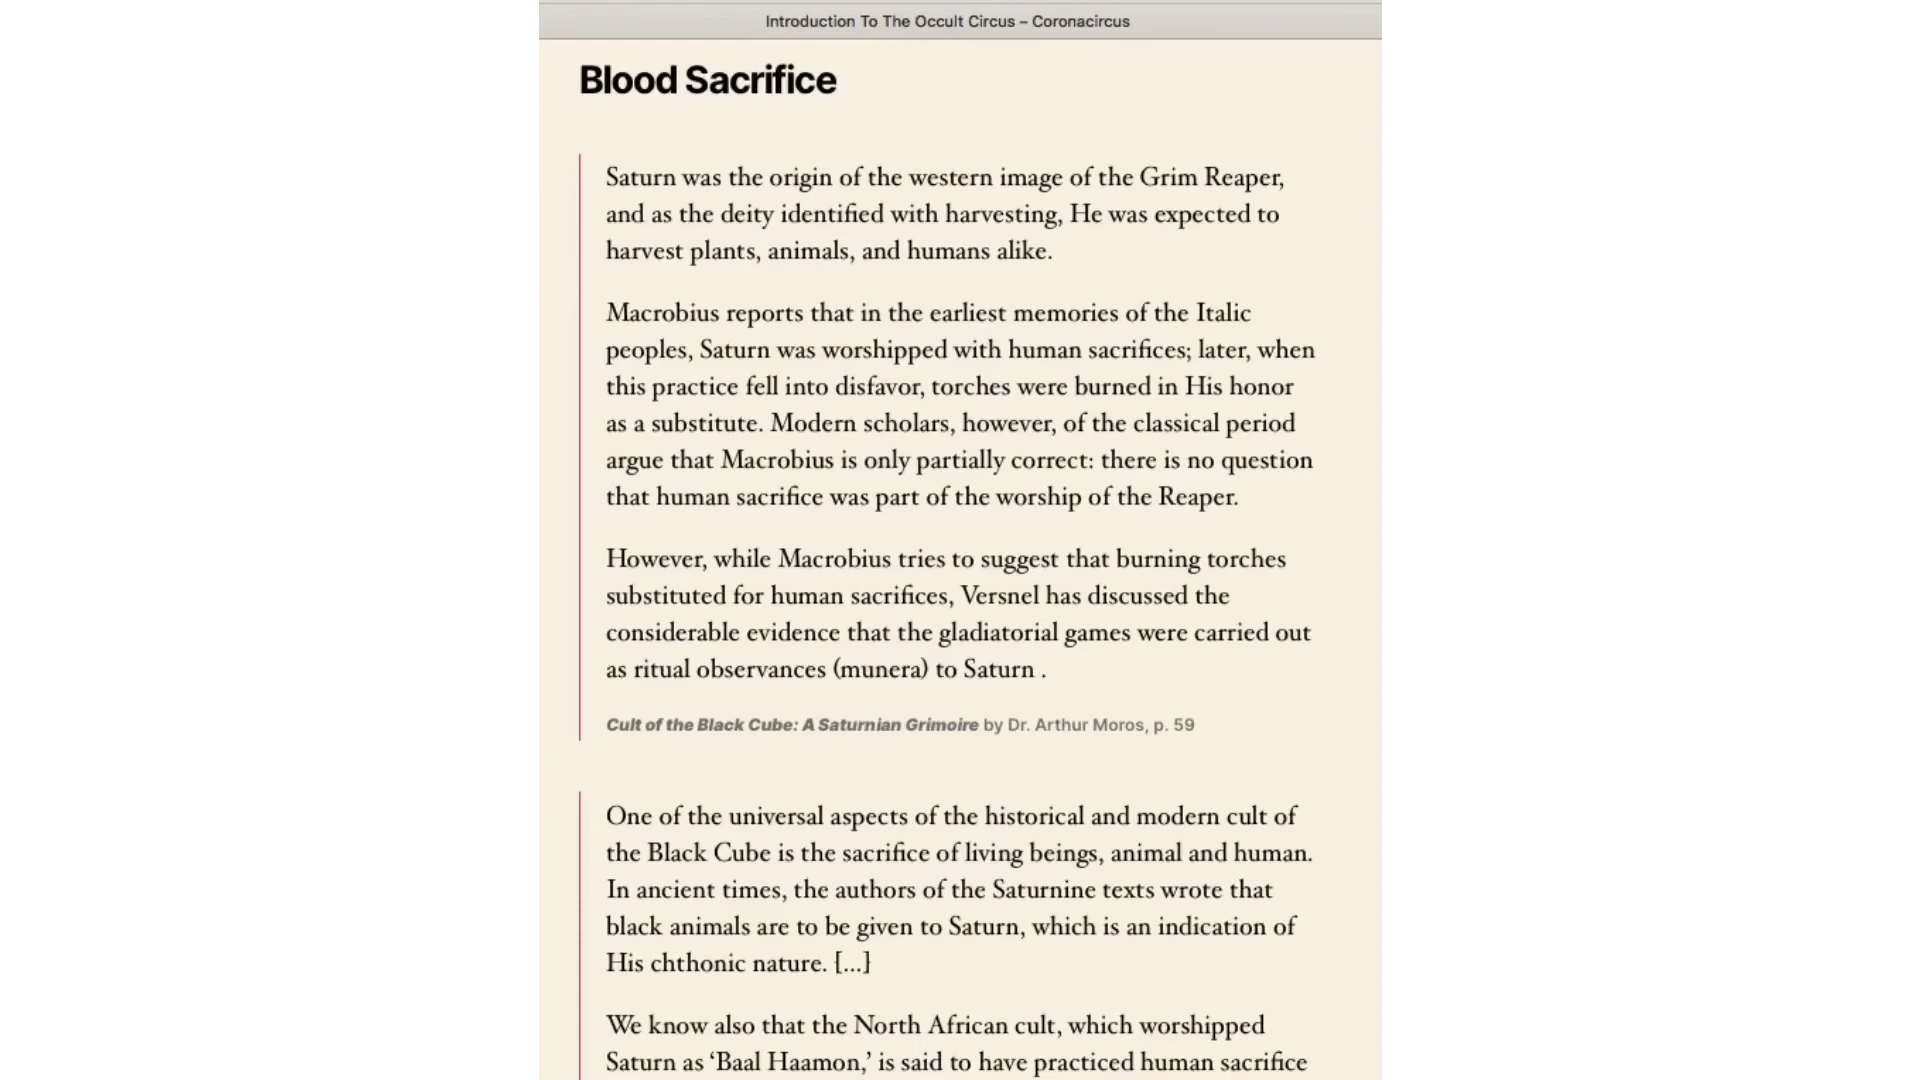 Introduction To The Occult Circus – Coronacircus
Blood Sacrifice
Saturn was the origin of the western image of the Grim Reaper,
and as the deity identified with harvesting, He was expected to
harvest plants, animals, and humans alike.
Macrobius reports that in the earliest memories of the Italic
peoples, Saturn was worshipped with human sacrifices; later, when
this practice fell into disfavor, torches were burned in His honor
as a substitute. Modern scholars, however, of the classical period
argue that Macrobius is only partially correct: there is no question
that human sacrifice was part of the worship of the Reaper.
However, while Macrobius tries to suggest that burning torches
substituted for human sacrifices, Versnel has discussed the
considerable evidence that the gladiatorial games were carried out
as ritual observances (munera) to Saturn .
Cult of the Black Cube: A Saturnian Grimoire by Dr. Arthur Moros, p. 59
One of the universal aspects of the historical and modern cult of
the Black Cube is the sacrifice of living beings, animal and human.
In ancient times, the authors of the Saturnine texts wrote that
black animals are to be given to Saturn, which is an indication of
His chthonic nature. […]
We know also that the North African cult, which worshipped
Saturn as ‘Baal Haamon,’ is said to have practiced human sacrifice